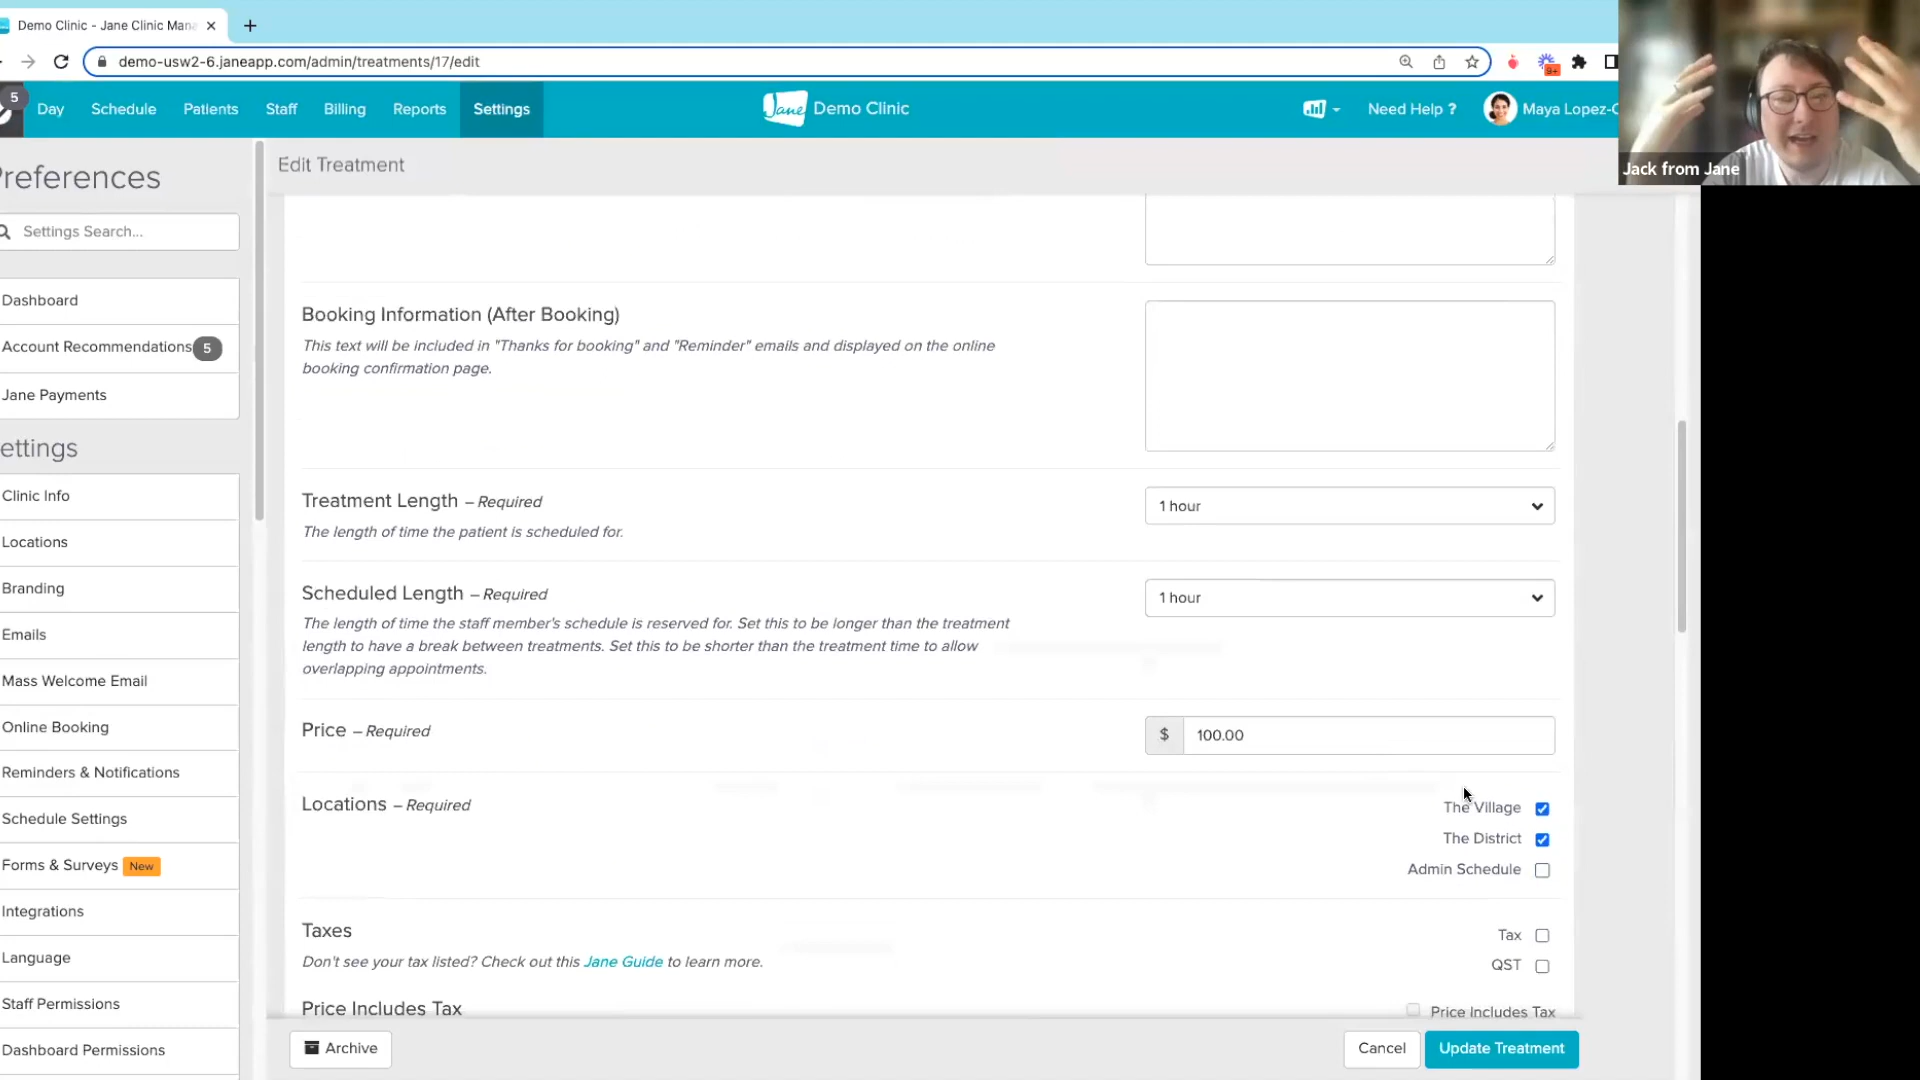 Demo Clinic - Jane Clinic Mana
demo-usw2-6.janeapp.com/admin/treatments/17/edit
9+
5
Day
Schedule
Patients
Staff
Billing
Reports
Settings
Jane
Demo Clinic
Need Help ?
Maya Lopez-C
Jack from Jane
references
Settings Search...
Dashboard
Account Recommendations 5
Jane Payments
ettings
Clinic Info
Locations
Branding
Emails
Mass Welcome Email
Online Booking
Reminders & Notifications
Schedule Settings
Forms & Surveys New
Integrations
Language
Staff Permissions
Dashboard Permissions
Edit Treatment
Booking Information (After Booking)
This text will be included in "Thanks for booking" and "Reminder" emails and displayed on the online
booking confirmation page.
Treatment Length – Required
1 hour
The length of time the patient is scheduled for.
Scheduled Length – Required
1 hour
The length of time the staff member's schedule is reserved for. Set this to be longer than the treatment
length to have a break between treatments. Set this to be shorter than the treatment time to allow
overlapping appointments.
Price – Required
$ 100.00
Locations – Required
The Village
The District
Admin Schedule
Taxes
Don't see your tax listed? Check out this Jane Guide to learn more.
Tax
QST
Price Includes Tax
Price Includes Tax
Archive
Cancel
Update Treatment